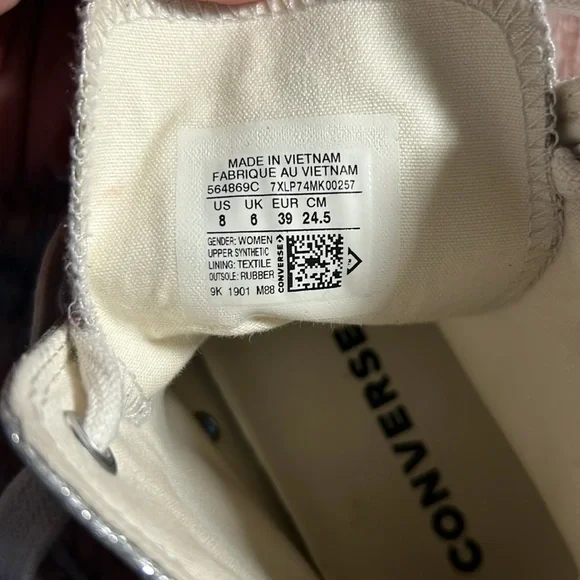 MADE IN VIETNAM
FABRIQUE AU VIETNAM
564869C 7XLP74MK00257
US UK EUR CM
8 6 39 24.5
GENDER: WOMEN
UPPER SYNTHETIC
LINING: TEXTILE
OUTSOLE: RUBBER
9K 1901 M88
CONVERSE
CONVERSE